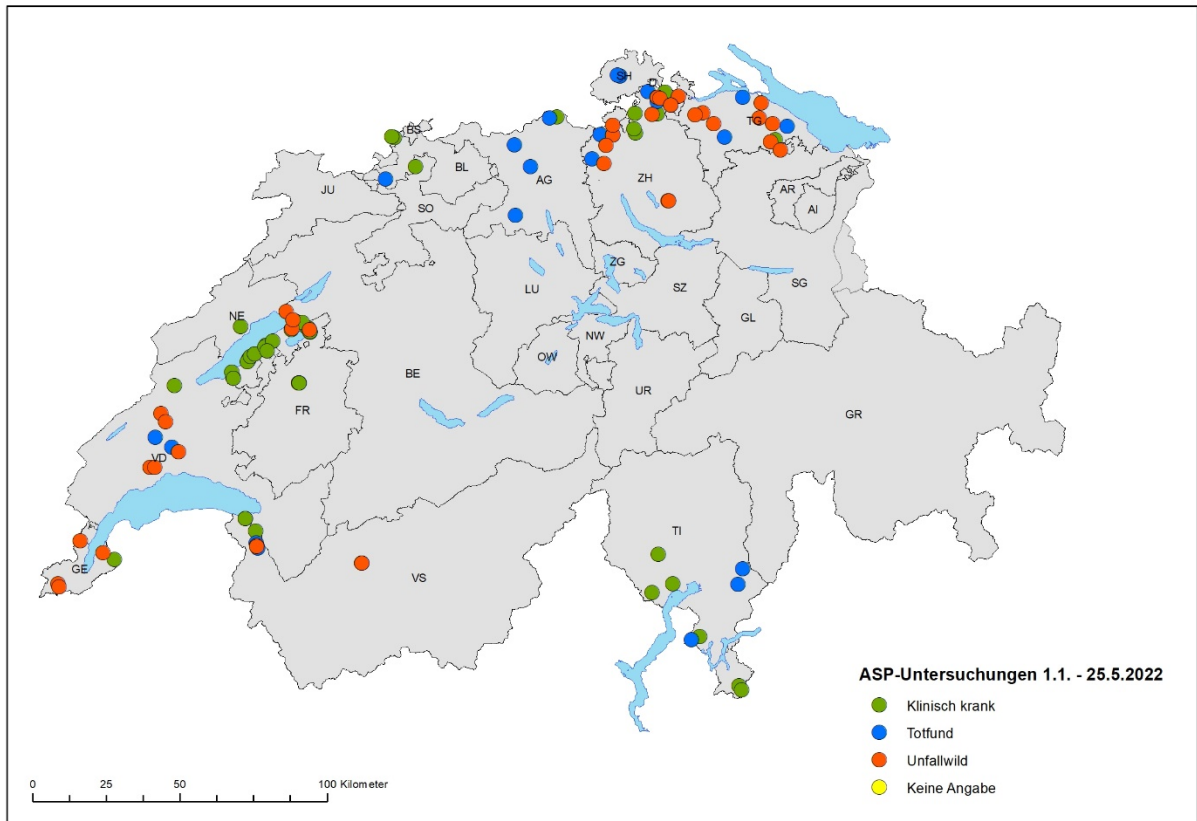 SH
BS
TG
BL
AG
ZH
JU
SO
AR
AI
ZG
NE
LU
SZ
SG
GL
NW
OW
BE
UR
FR
GR
VD
TI
GE
VS
ASP-Untersuchungen 1.1. - 25.5.2022
Klinisch krank
Totfund
Unfallwild
Keine Angabe
0 25 50 100 Kilometer